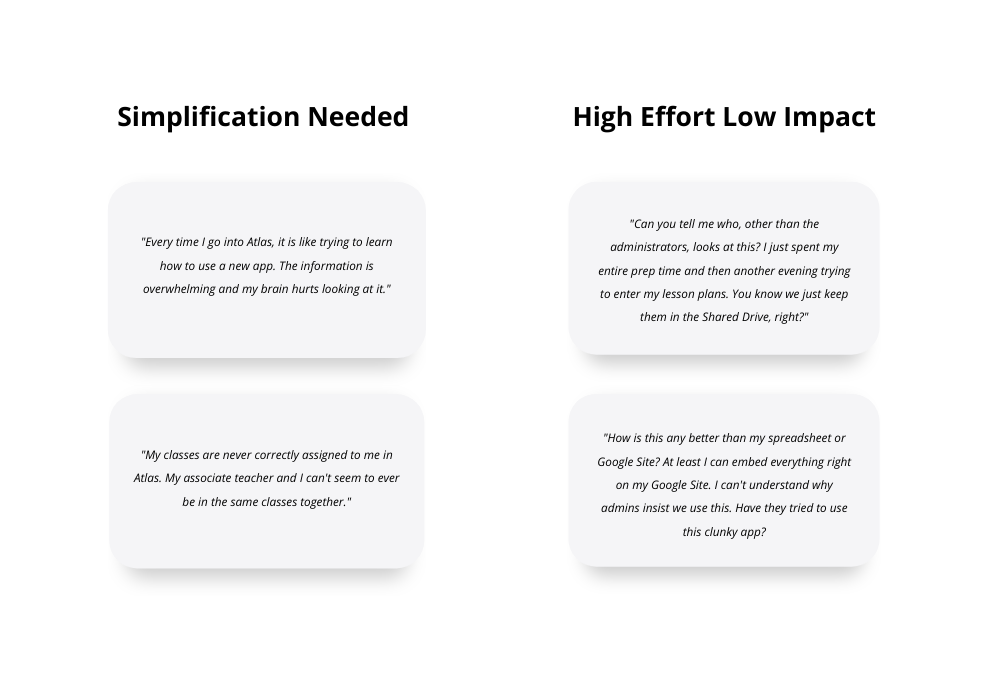 Simplification Needed
"Every time I go into Atlas, it is like trying to learn
how to use a new app. The information is
overwhelming and my brain hurts looking at it."
"My classes are never correctly assigned to me in
Atlas. My associate teacher and I can't seem to ever
be in the same classes together."
High Effort Low Impact
"Can you tell me who, other than the
administrators, looks at this? I just spent my
entire prep time and then another evening trying
to enter my lesson plans. You know we just keep
them in the Shared Drive, right?"
"How is this any better than my spreadsheet or
Google Site? At least I can embed everything right
on my Google Site. I can't understand why
admins insist we use this. Have they tried to use
this clunky app?